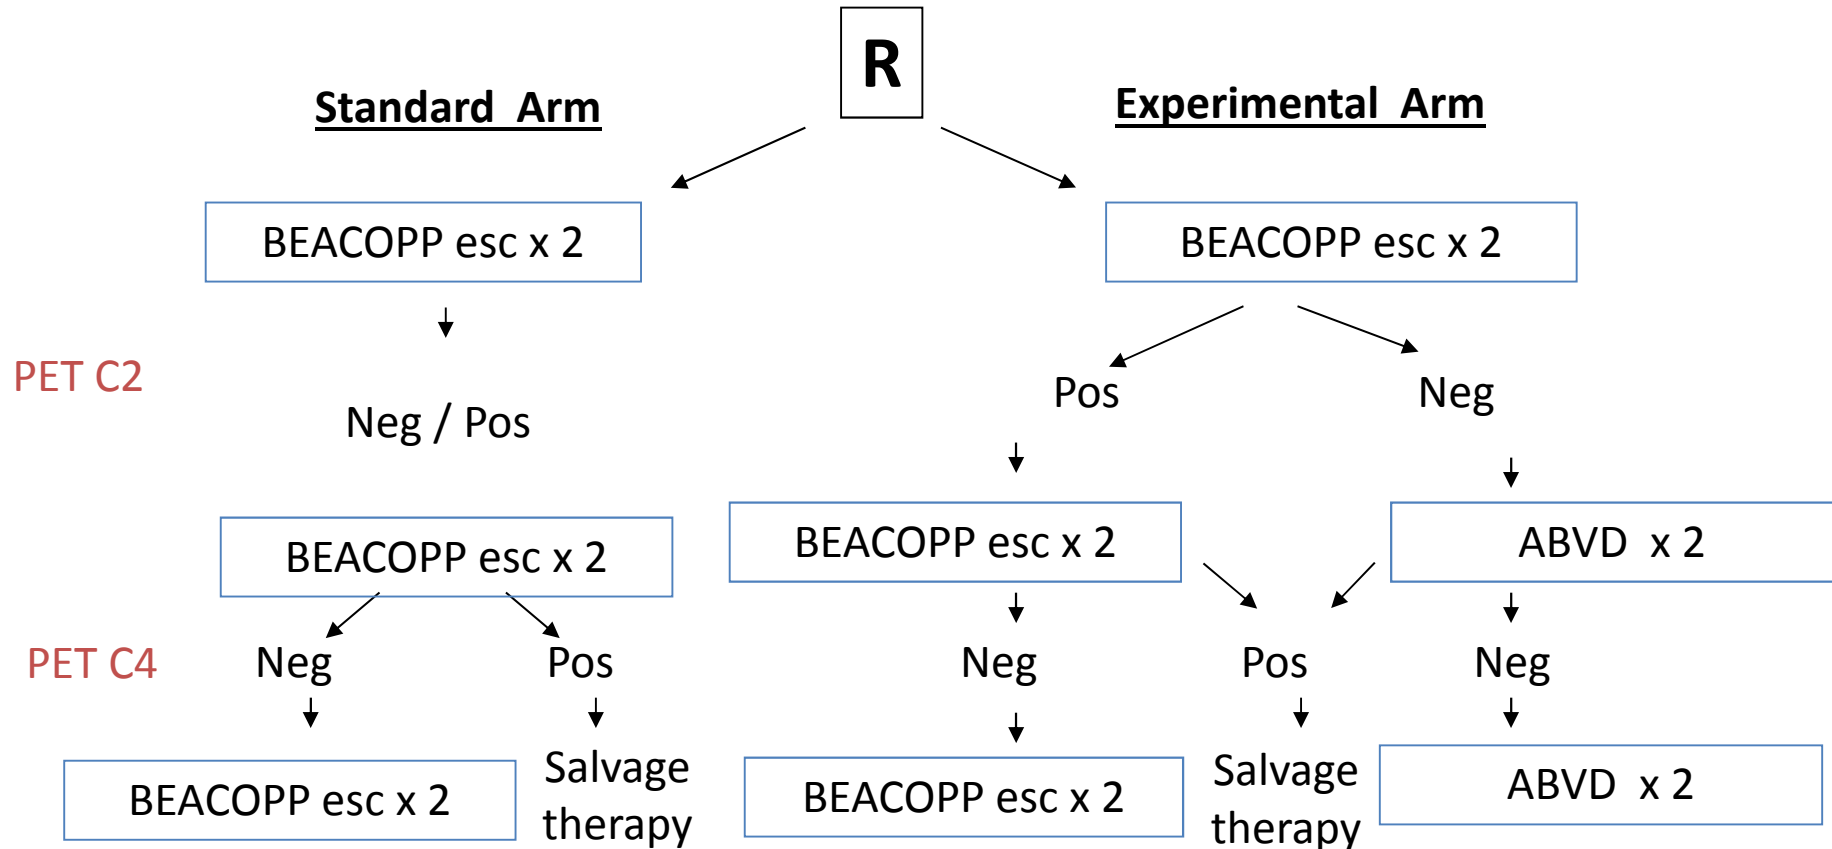 R
Standard Arm
Experimental Arm
BEACOPP esc x 2
BEACOPP esc x 2
PET C2
Neg / Pos
Pos
Neg
BEACOPP esc x 2
BEACOPP esc x 2
ABVD x 2
PET C4
Neg
Pos
Neg
Pos
Neg
BEACOPP esc x 2
Salvage
therapy
BEACOPP esc x 2
Salvage
therapy
ABVD x 2